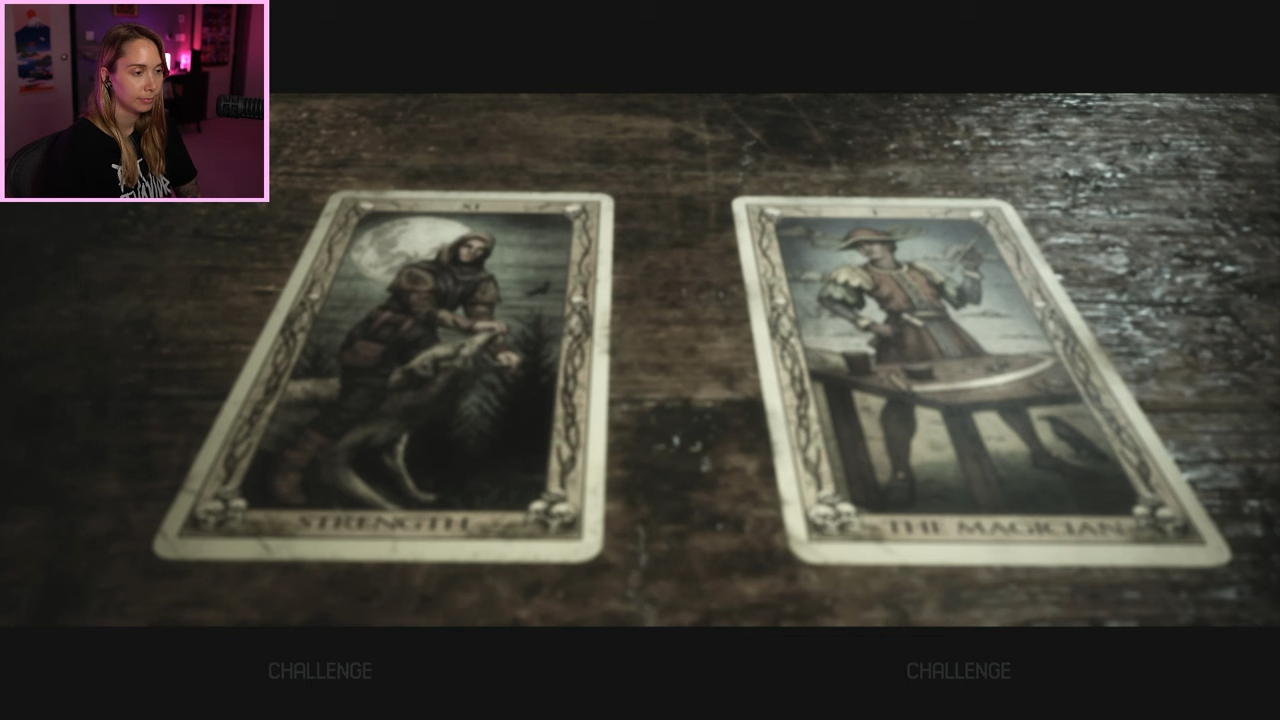 XI
I
STRENGTH
THE MAGICIAN
CHALLENGE
CHALLENGE